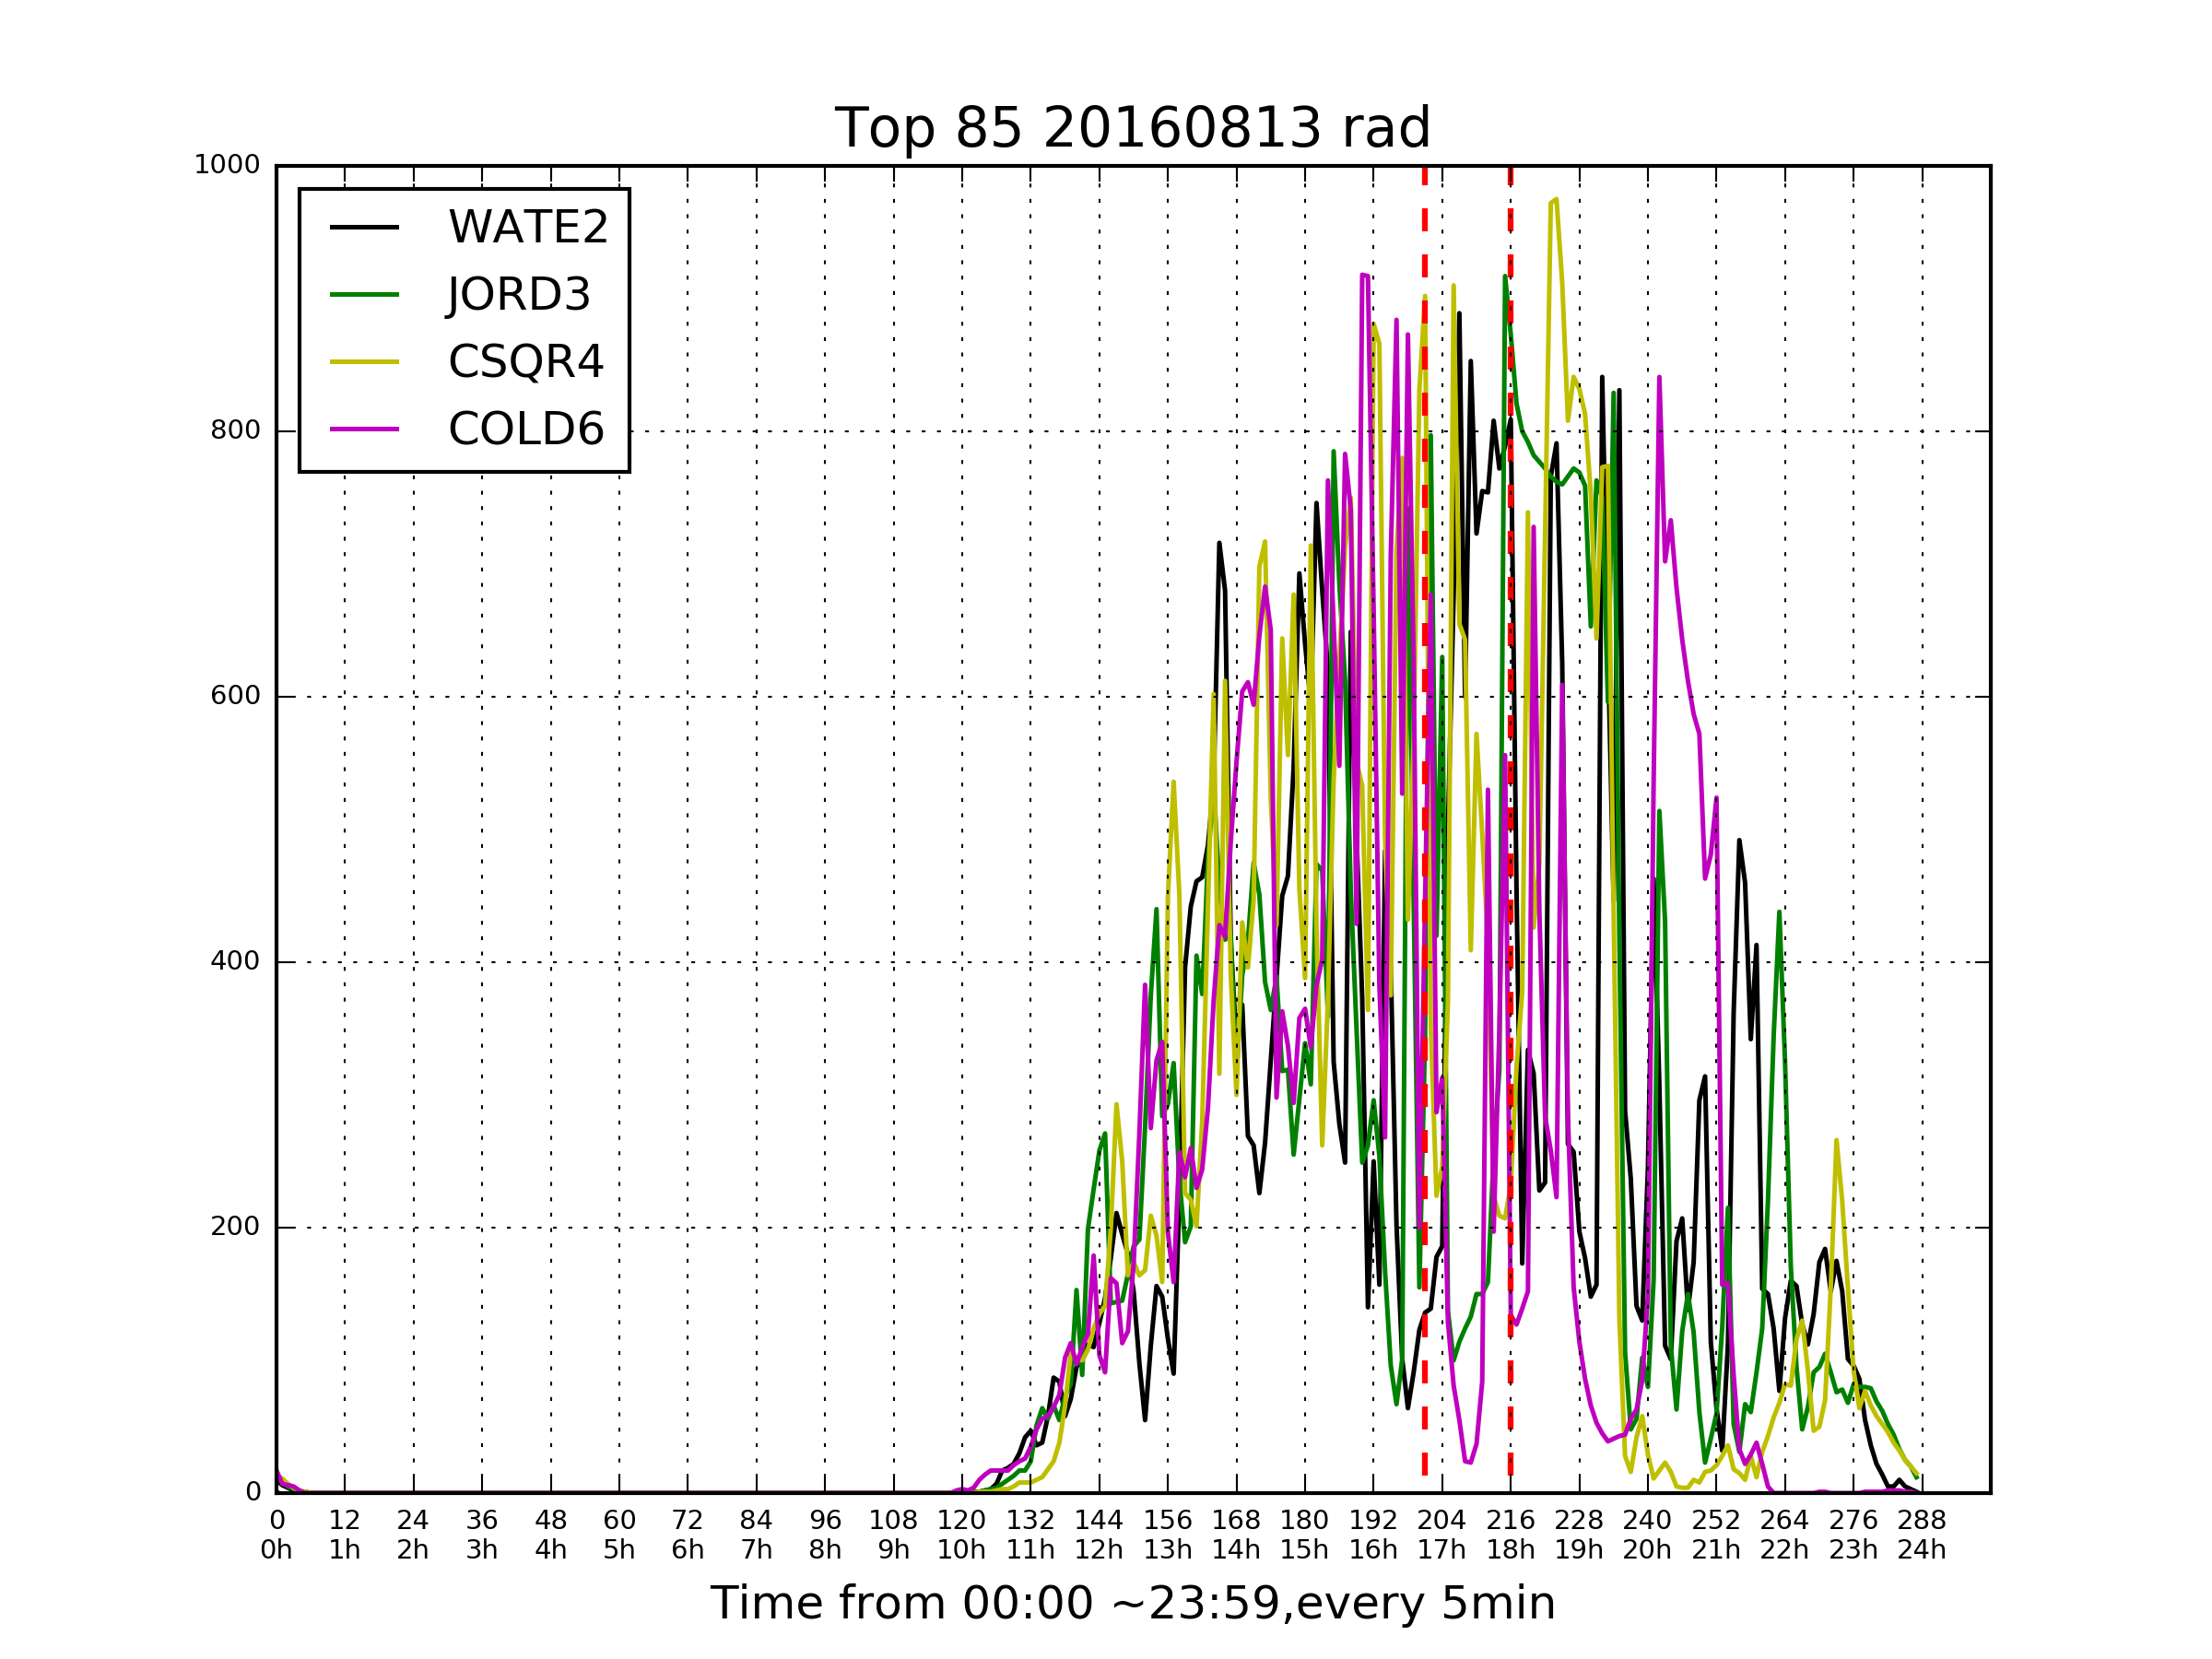 Top 85 20160813 rad
1000
800
600
400
200
0
WATE2
JORD3
CSQR4
COLD6
0 12 24 36 48 60 72 84 96 108 120 132 144 156 168 180 192 204 216 228 240 252 264 276 288
0h 1h 2h 3h 4h 5h 6h 7h 8h 9h 10h 11h 12h 13h 14h 15h 16h 17h 18h 19h 20h 21h 22h 23h 24h
Time from 00:00 ~23:59,every 5min